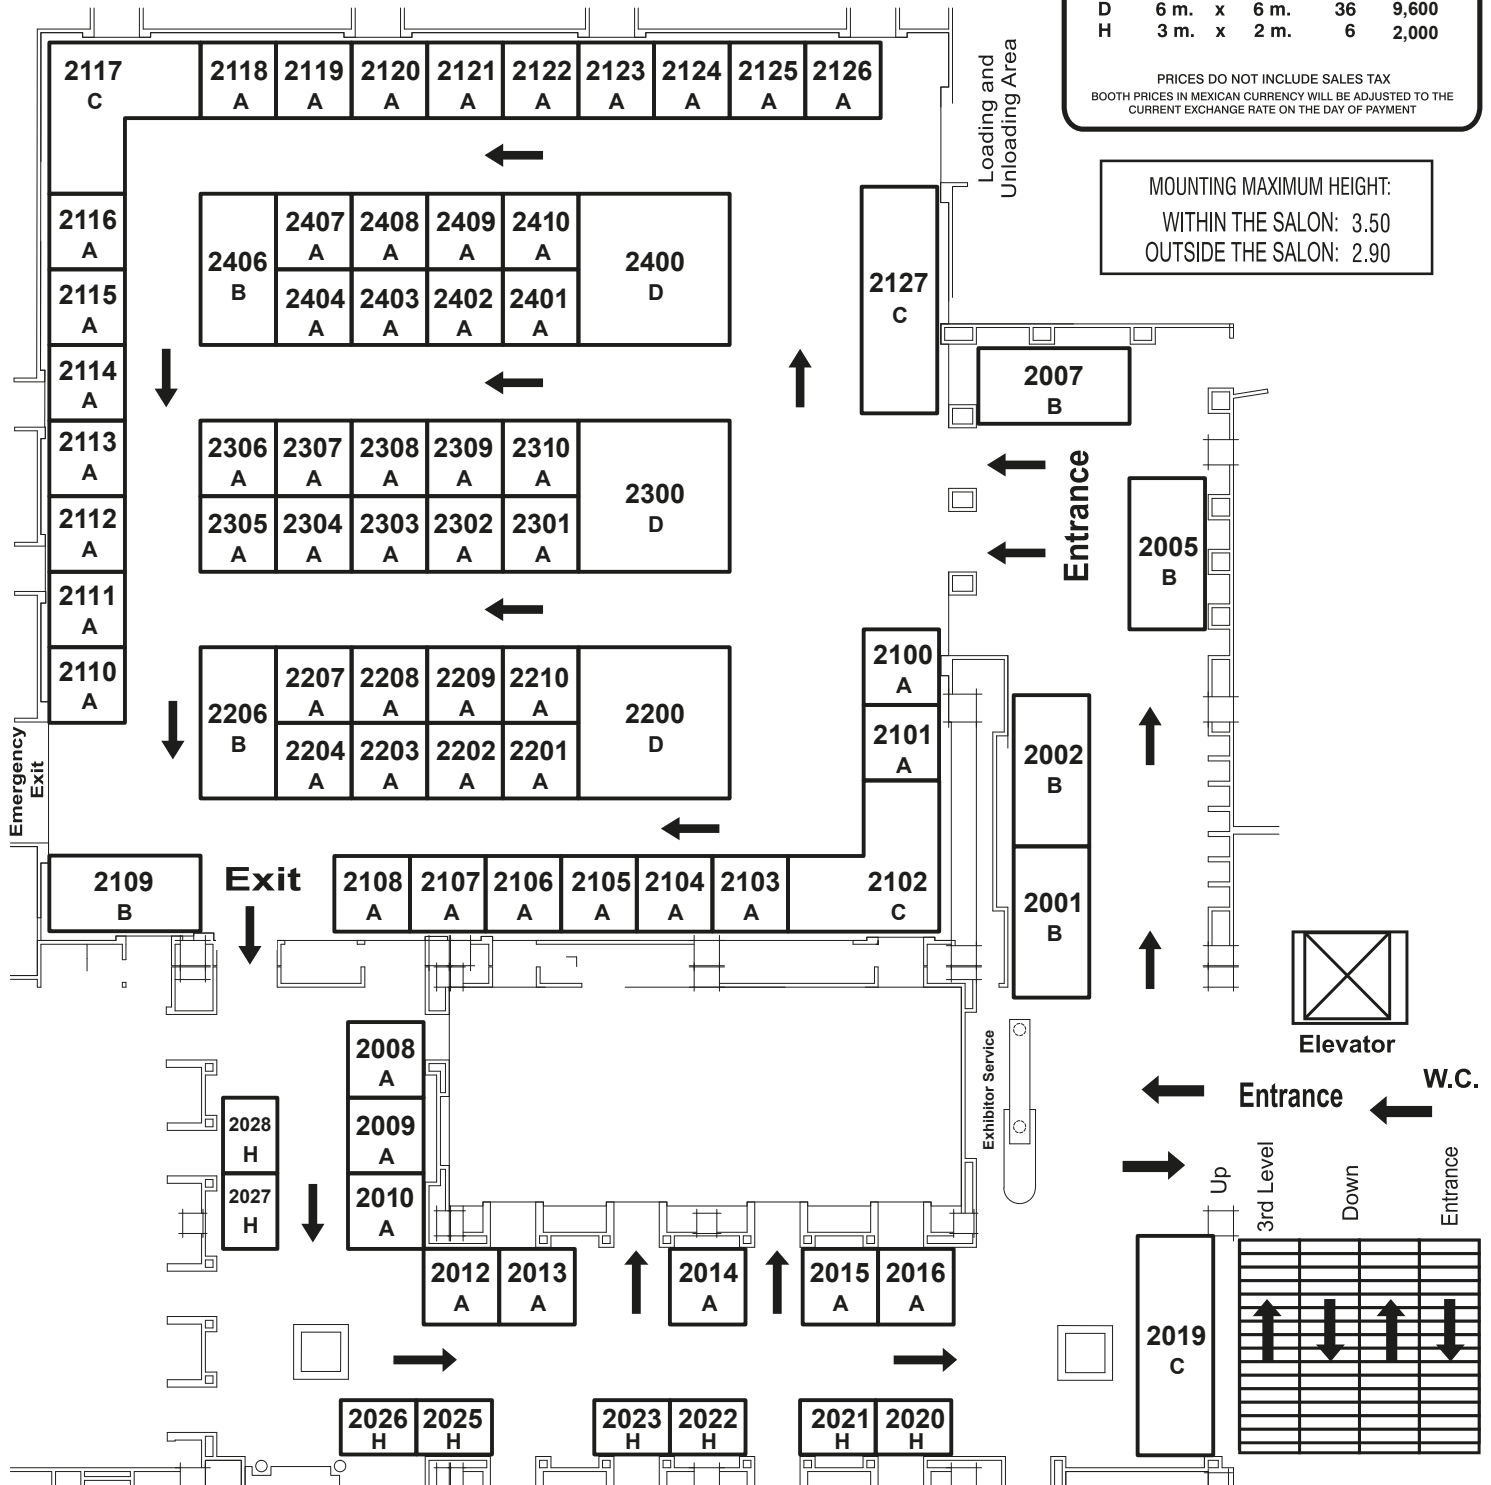 D 6 m. x 6 m. 36 9,600
H 3 m. x 2 m. 6 2,000
PRICES DO NOT INCLUDE SALES TAX
BOOTH PRICES IN MEXICAN CURRENCY WILL BE ADJUSTED TO THE
CURRENT EXCHANGE RATE ON THE DAY OF PAYMENT
MOUNTING MAXIMUM HEIGHT:
WITHIN THE SALON: 3.50
OUTSIDE THE SALON: 2.90
Loading and
Unloading Area
2117
C
2118
A
2119
A
2120
A
2121
A
2122
A
2123
A
2124
A
2125
A
2126
A
2116
A
2115
A
2114
A
2113
A
2112
A
2111
A
2110
A
2406
B
2407
A
2408
A
2409
A
2410
A
2404
A
2403
A
2402
A
2401
A
2400
D
2127
C
2007
B
2306
A
2307
A
2308
A
2309
A
2310
A
2305
A
2304
A
2303
A
2302
A
2301
A
2300
D
Entrance
2005
B
2206
B
2207
A
2208
A
2209
A
2210
A
2204
A
2203
A
2202
A
2201
A
2200
D
2100
A
2101
A
2102
C
2002
B
2001
B
Emergency
Exit
2109
B
Exit
2108
A
2107
A
2106
A
2105
A
2104
A
2103
A
Elevator
W.C.
Entrance
Exhibitor Service
2008
A
2009
A
2010
A
2028
H
2027
H
Up
3rd Level
Down
Entrance
2012
A
2013
A
2014
A
2015
A
2016
A
2019
C
2026
H
2025
H
2023
H
2022
H
2021
H
2020
H